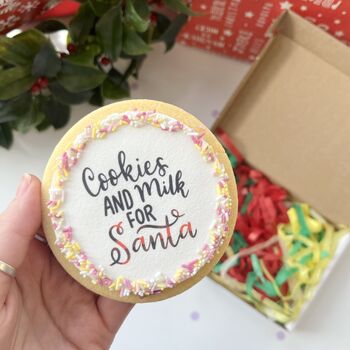 Cookies
AND Milk
FOR
Santa